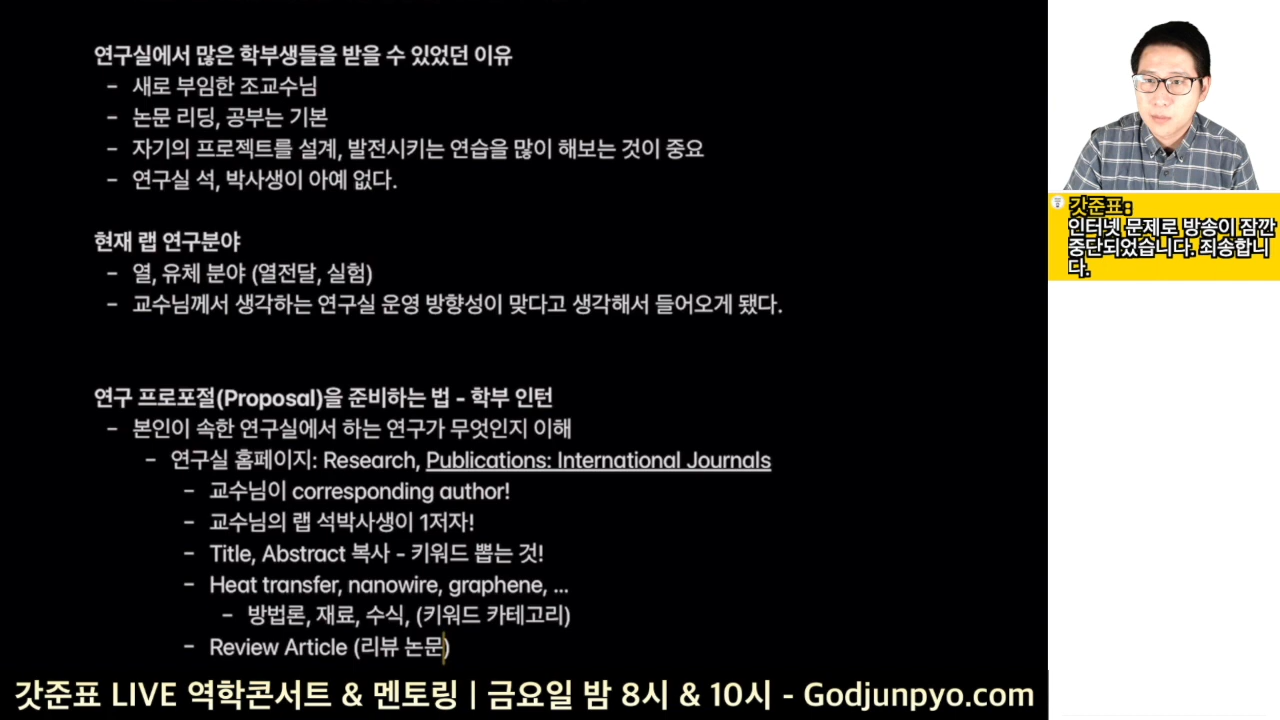 연구실에서 많은 학부생들을 받을 수 있었던 이유
- 새로 부임한 조교수님
- 논문 리딩, 공부는 기본
- 자기의 프로젝트를 설계, 발전시키는 연습을 많이 해보는 것이 중요
- 연구실 석, 박사생이 아예 없다.
현재 랩 연구분야
- 열, 유체 분야 (열전달, 실험)
- 교수님께서 생각하는 연구실 운영 방향성이 맞다고 생각해서 들어오게 됐다.
연구 프로포절(Proposal)을 준비하는 법 - 학부 인턴
- 본인이 속한 연구실에서 하는 연구가 무엇인지 이해
- 연구실 홈페이지: Research, Publications: International Journals
- 교수님이 corresponding author!
- 교수님의 랩 석박사생이 1저자!
- Title, Abstract 복사 - 키워드 뽑는 것!
- Heat transfer, nanowire, graphene, ...
- 방법론, 재료, 수식, (키워드 카테고리)
- Review Article (리뷰 논문)
갓준표 LIVE 역학콘서트 & 멘토링 | 금요일 밤 8시 & 10시 - Godjunpyo.com
갓준표:
인터넷 문제로 방송이 잠깐
중단되었습니다. 죄송합니
다.